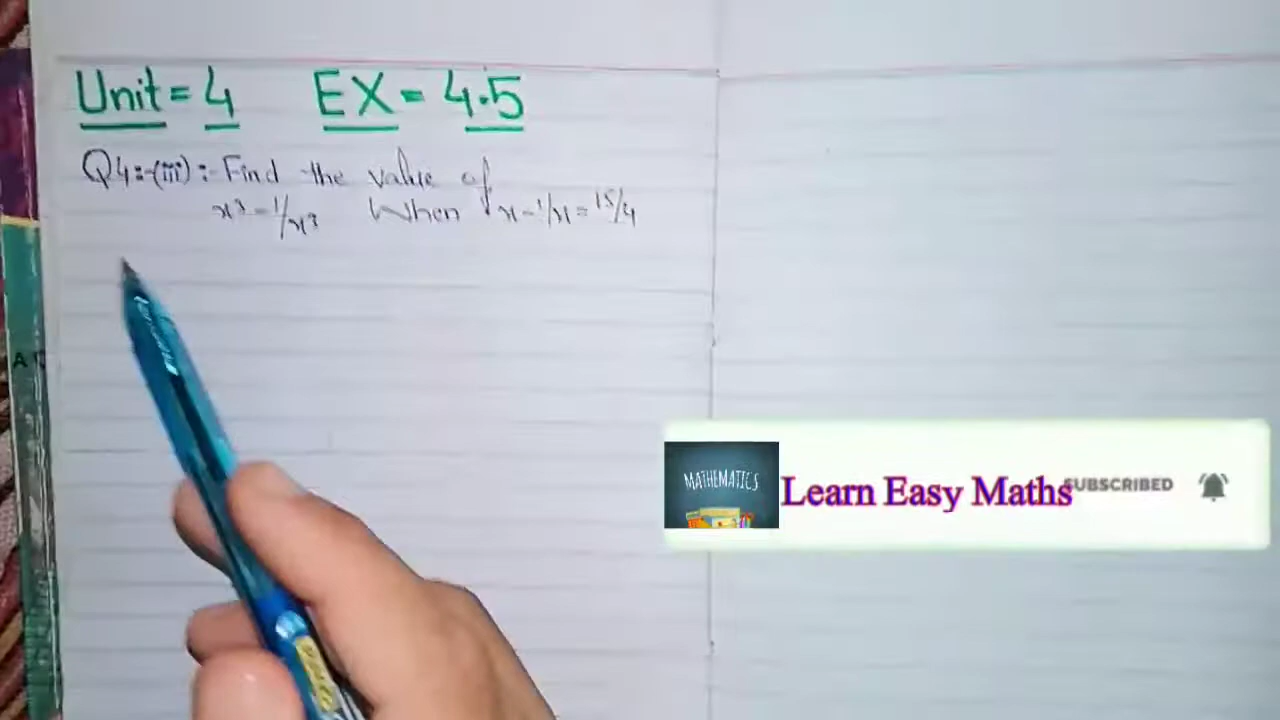 Unit = 4 EX = 4.5
Q4:-(iii):- Find the value of
x³ - 1/x³ When x - 1/x = 15/4
MATHEMATICS
Learn Easy Maths
SUBSCRIBED